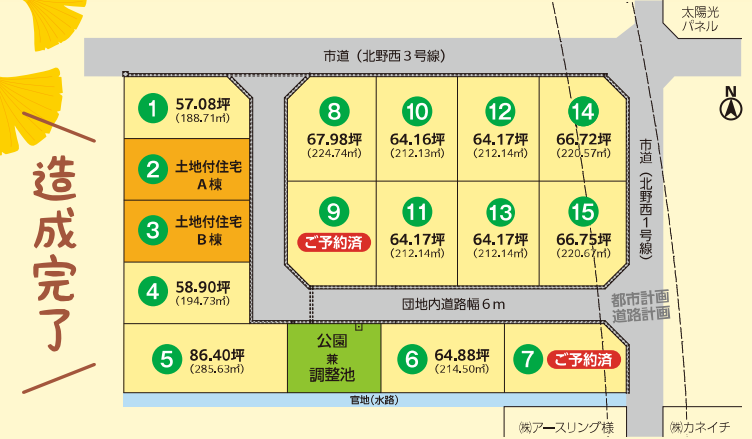 太陽光
パネル
市道（北野西３号線）
N
1 57.08坪
(188.71㎡)
2 土地付住宅
A棟
3 土地付住宅
B棟
4 58.90坪
(194.73㎡)
5 86.40坪
(285.63㎡)
8
67.98坪
(224.74㎡)
10
64.16坪
(212.13㎡)
12
64.17坪
(212.14㎡)
14
66.72坪
(220.57㎡)
9
ご予約済
11
64.17坪
(212.14㎡)
13
64.17坪
(212.14㎡)
15
66.75坪
(220.67㎡)
市道（北野西１号線）
造成完了
団地内道路幅６ｍ
都市計画
道路計画
公園
兼
調整池
6 64.88坪
(214.50㎡)
7 ご予約済
官地(水路)
㈱アースリング様
㈱カネイチ